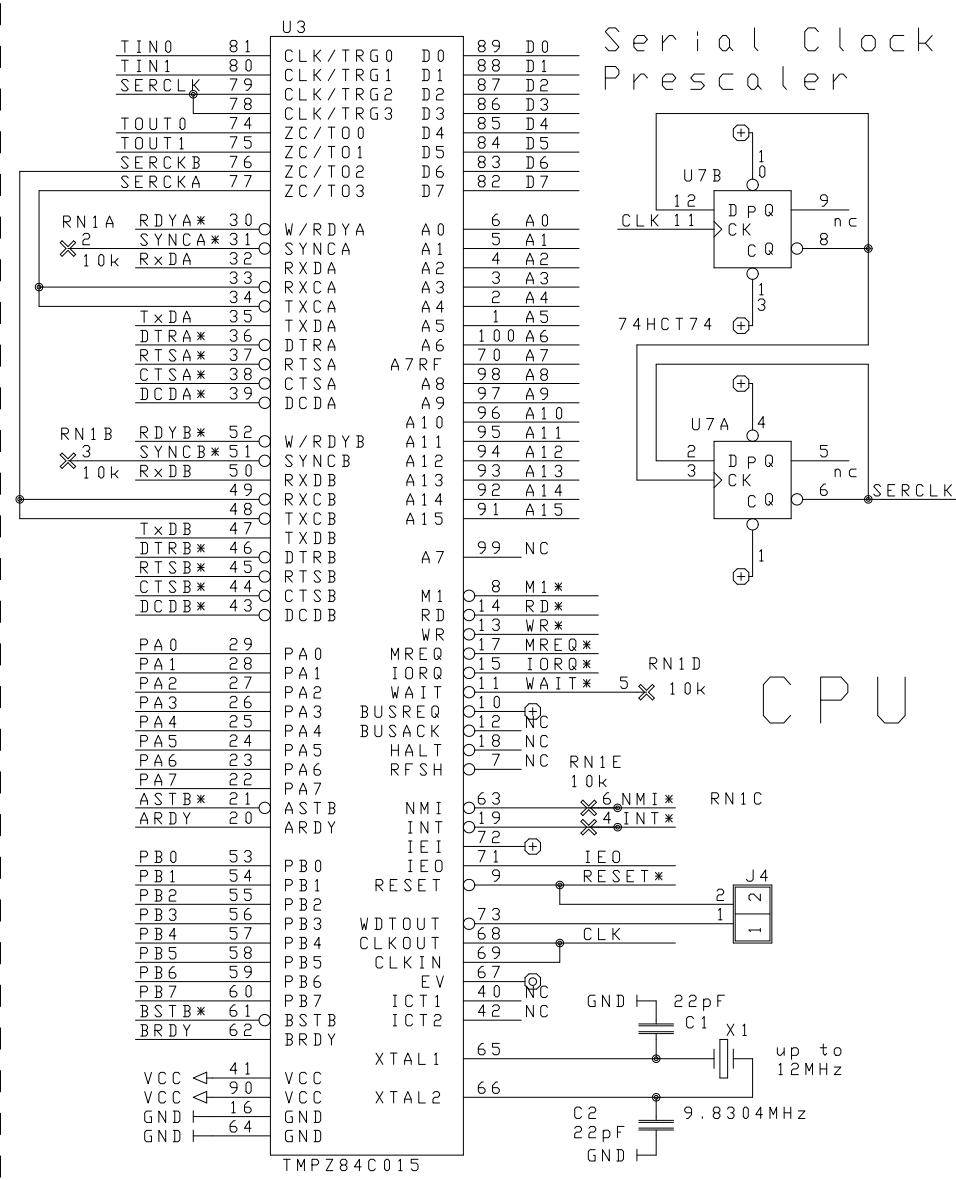 U3
Serial Clock
Prescaler
TIN0 81 CLK/TRG0 D0 89 D0
TIN1 80 CLK/TRG1 D1 88 D1
SERCLK 79 CLK/TRG2 D2 87 D2
78 CLK/TRG3 D3 86 D3
TOUT0 74 ZC/TO0 D4 85 D4
TOUT1 75 ZC/TO1 D5 84 D5
SERCKB 76 ZC/TO2 D6 83 D6
SERCKA 77 ZC/TO3 D7 82 D7
RN1A
2
10k
RDYA* 30 W/RDYA A0 6 A0
SYNCA* 31 SYNCA A1 5 A1
RxDA 32 RXDA A2 4 A2
33 RXCA A3 3 A3
34 TXCA A4 2 A4
TxDA 35 TXDA A5 1 A5
DTRA* 36 DTRA A6 100 A6
RTSA* 37 RTSA A7RF 70 A7
CTSA* 38 CTSA A8 98 A8
DCDA* 39 DCDA A9 97 A9
A10 96 A10
RN1B
3
10k
RDYB* 52 W/RDYB A11 95 A11
SYNCB* 51 SYNCB A12 94 A12
RxDB 50 RXDB A13 93 A13
49 RXCB A14 92 A14
48 TXCB A15 91 A15
TxDB 47 TXDB
DTRB* 46 DTRB A7 99 NC
RTSB* 45 RTSB
CTSB* 44 CTSB M1 8 M1*
DCDB* 43 DCDB RD 14 RD*
WR 13 WR*
PA0 29 PA0 MREQ 17 MREQ*
PA1 28 PA1 IORQ 15 IORQ*
PA2 27 PA2 WAIT 11 WAIT* 5
RN1D
10k
PA3 26 PA3 BUSREQ 10
PA4 25 PA4 BUSACK 12 NC
PA5 24 PA5 HALT 18 NC
PA6 23 PA6 RFSH 7 NC
PA7 22 PA7
RN1E
10k
ASTB* 21 ASTB NMI 63 6 NMI* RN1C
ARDY 20 ARDY INT 19 4 INT*
IEI 72
PB0 53 PB0 IEO 71 IEO
PB1 54 PB1 RESET 9 RESET*
PB2 55 PB2
PB3 56 PB3 WDTOUT 73
PB4 57 PB4 CLKOUT 68 CLK
PB5 58 PB5 CLKIN 69
PB6 59 PB6 EV 67
PB7 60 PB7 ICT1 40 NC
BSTB* 61 BSTB ICT2 42 NC
BRDY 62 BRDY
XTAL1 65
VCC 41 VCC
VCC 90 VCC XTAL2 66
GND 16 GND
GND 64 GND
TMPZ84C015
U7B
10
12 D P Q 9 nc
CLK 11 CK
C Q 8
13
74HCT74
U7A
4
2 D P Q 5 nc
3 CK
C Q 6 SERCLK
1
CPU
J4
2 2
1 1
GND 22pF
C1
X1
up to
12MHz
9.8304MHz
C2
22pF
GND